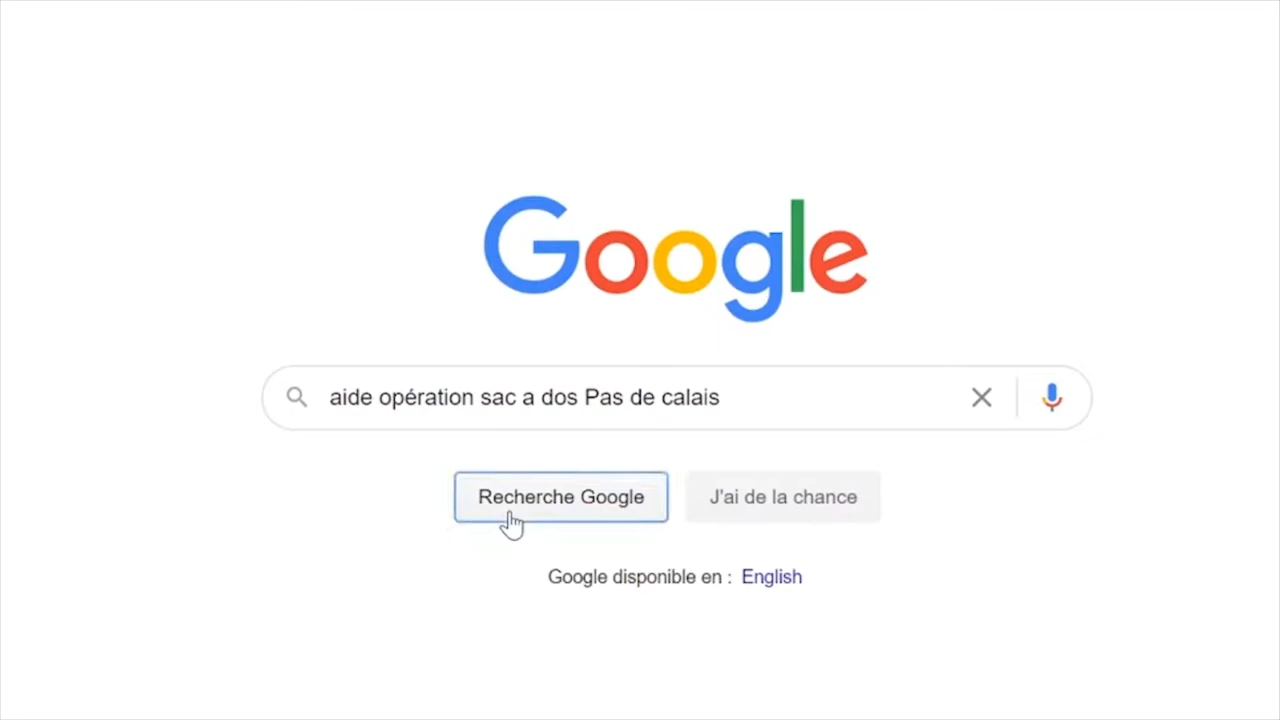 Google
aide opération sac a dos Pas de calais
Recherche Google
J'ai de la chance
Google disponible en : English